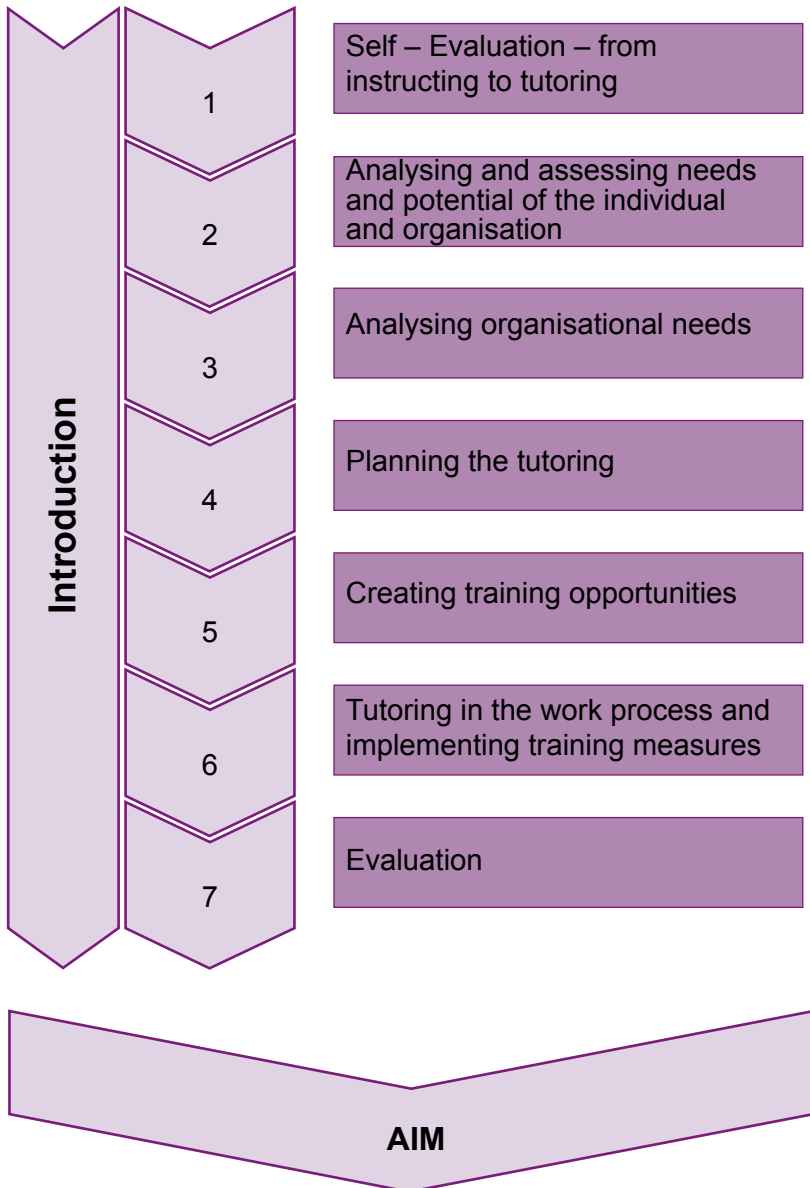 Introduction
1
Self – Evaluation – from
instructing to tutoring
2
Analysing and assessing needs
and potential of the individual
and organisation
3
Analysing organisational needs
4
Planning the tutoring
5
Creating training opportunities
6
Tutoring in the work process and
implementing training measures
7
Evaluation
AIM